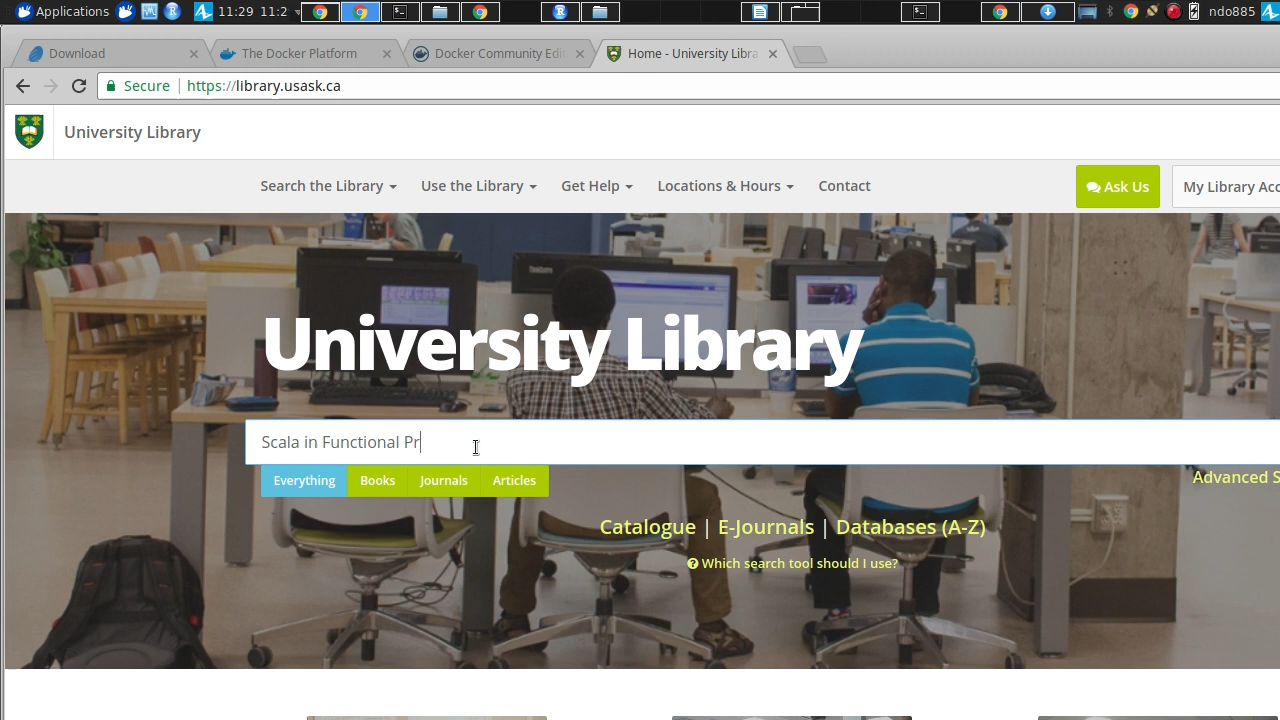 Applications 11:29 11:2 ndo885
Download The Docker Platform Docker Community Edi Home - University Libra
Secure https://library.usask.ca
University Library
Search the Library Use the Library Get Help Locations & Hours Contact Ask Us My Library Acc
University Library
Scala in Functional Pr
Everything Books Journals Articles Advanced S
Catalogue | E-Journals | Databases (A-Z)
Which search tool should I use?